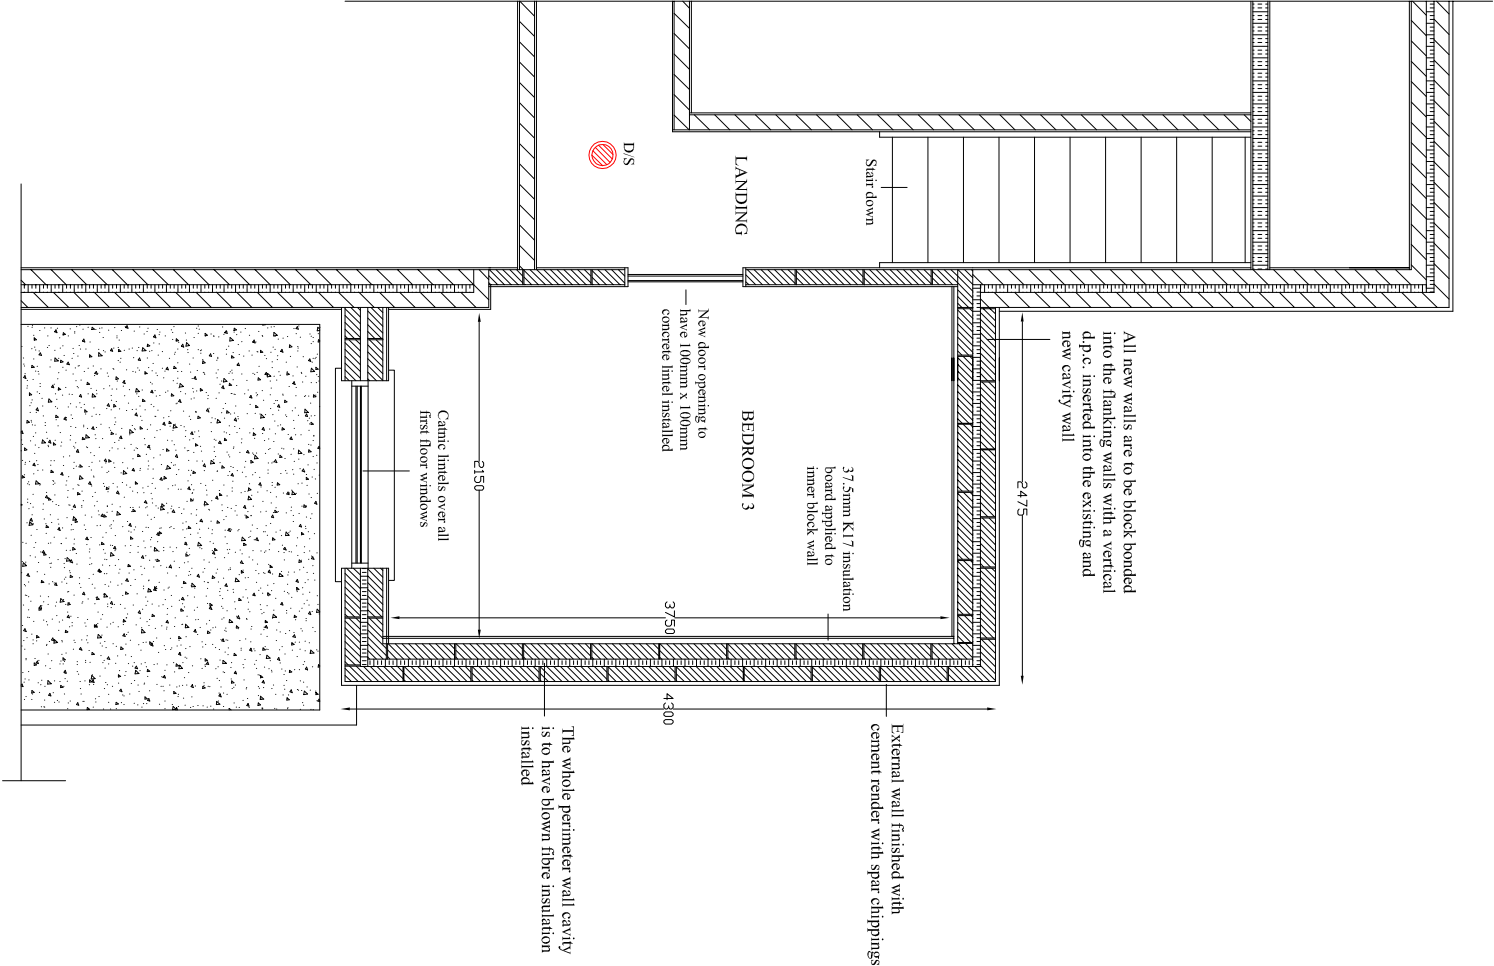 D/S
LANDING
Stair down
All new walls are to be block bonded
into the flanking walls with a vertical
d.p.c. inserted into the existing and
new cavity wall
New door opening to
have 100mm x 100mm
concrete lintel installed
BEDROOM 3
37.5mm K17 insulation
board applied to
inner block wall
Catnic lintels over all
first floor windows
2150
2475
3750
4300
External wall finished with
cement render with spar chippings
The whole perimeter wall cavity
is to have blown fibre insulation
installed